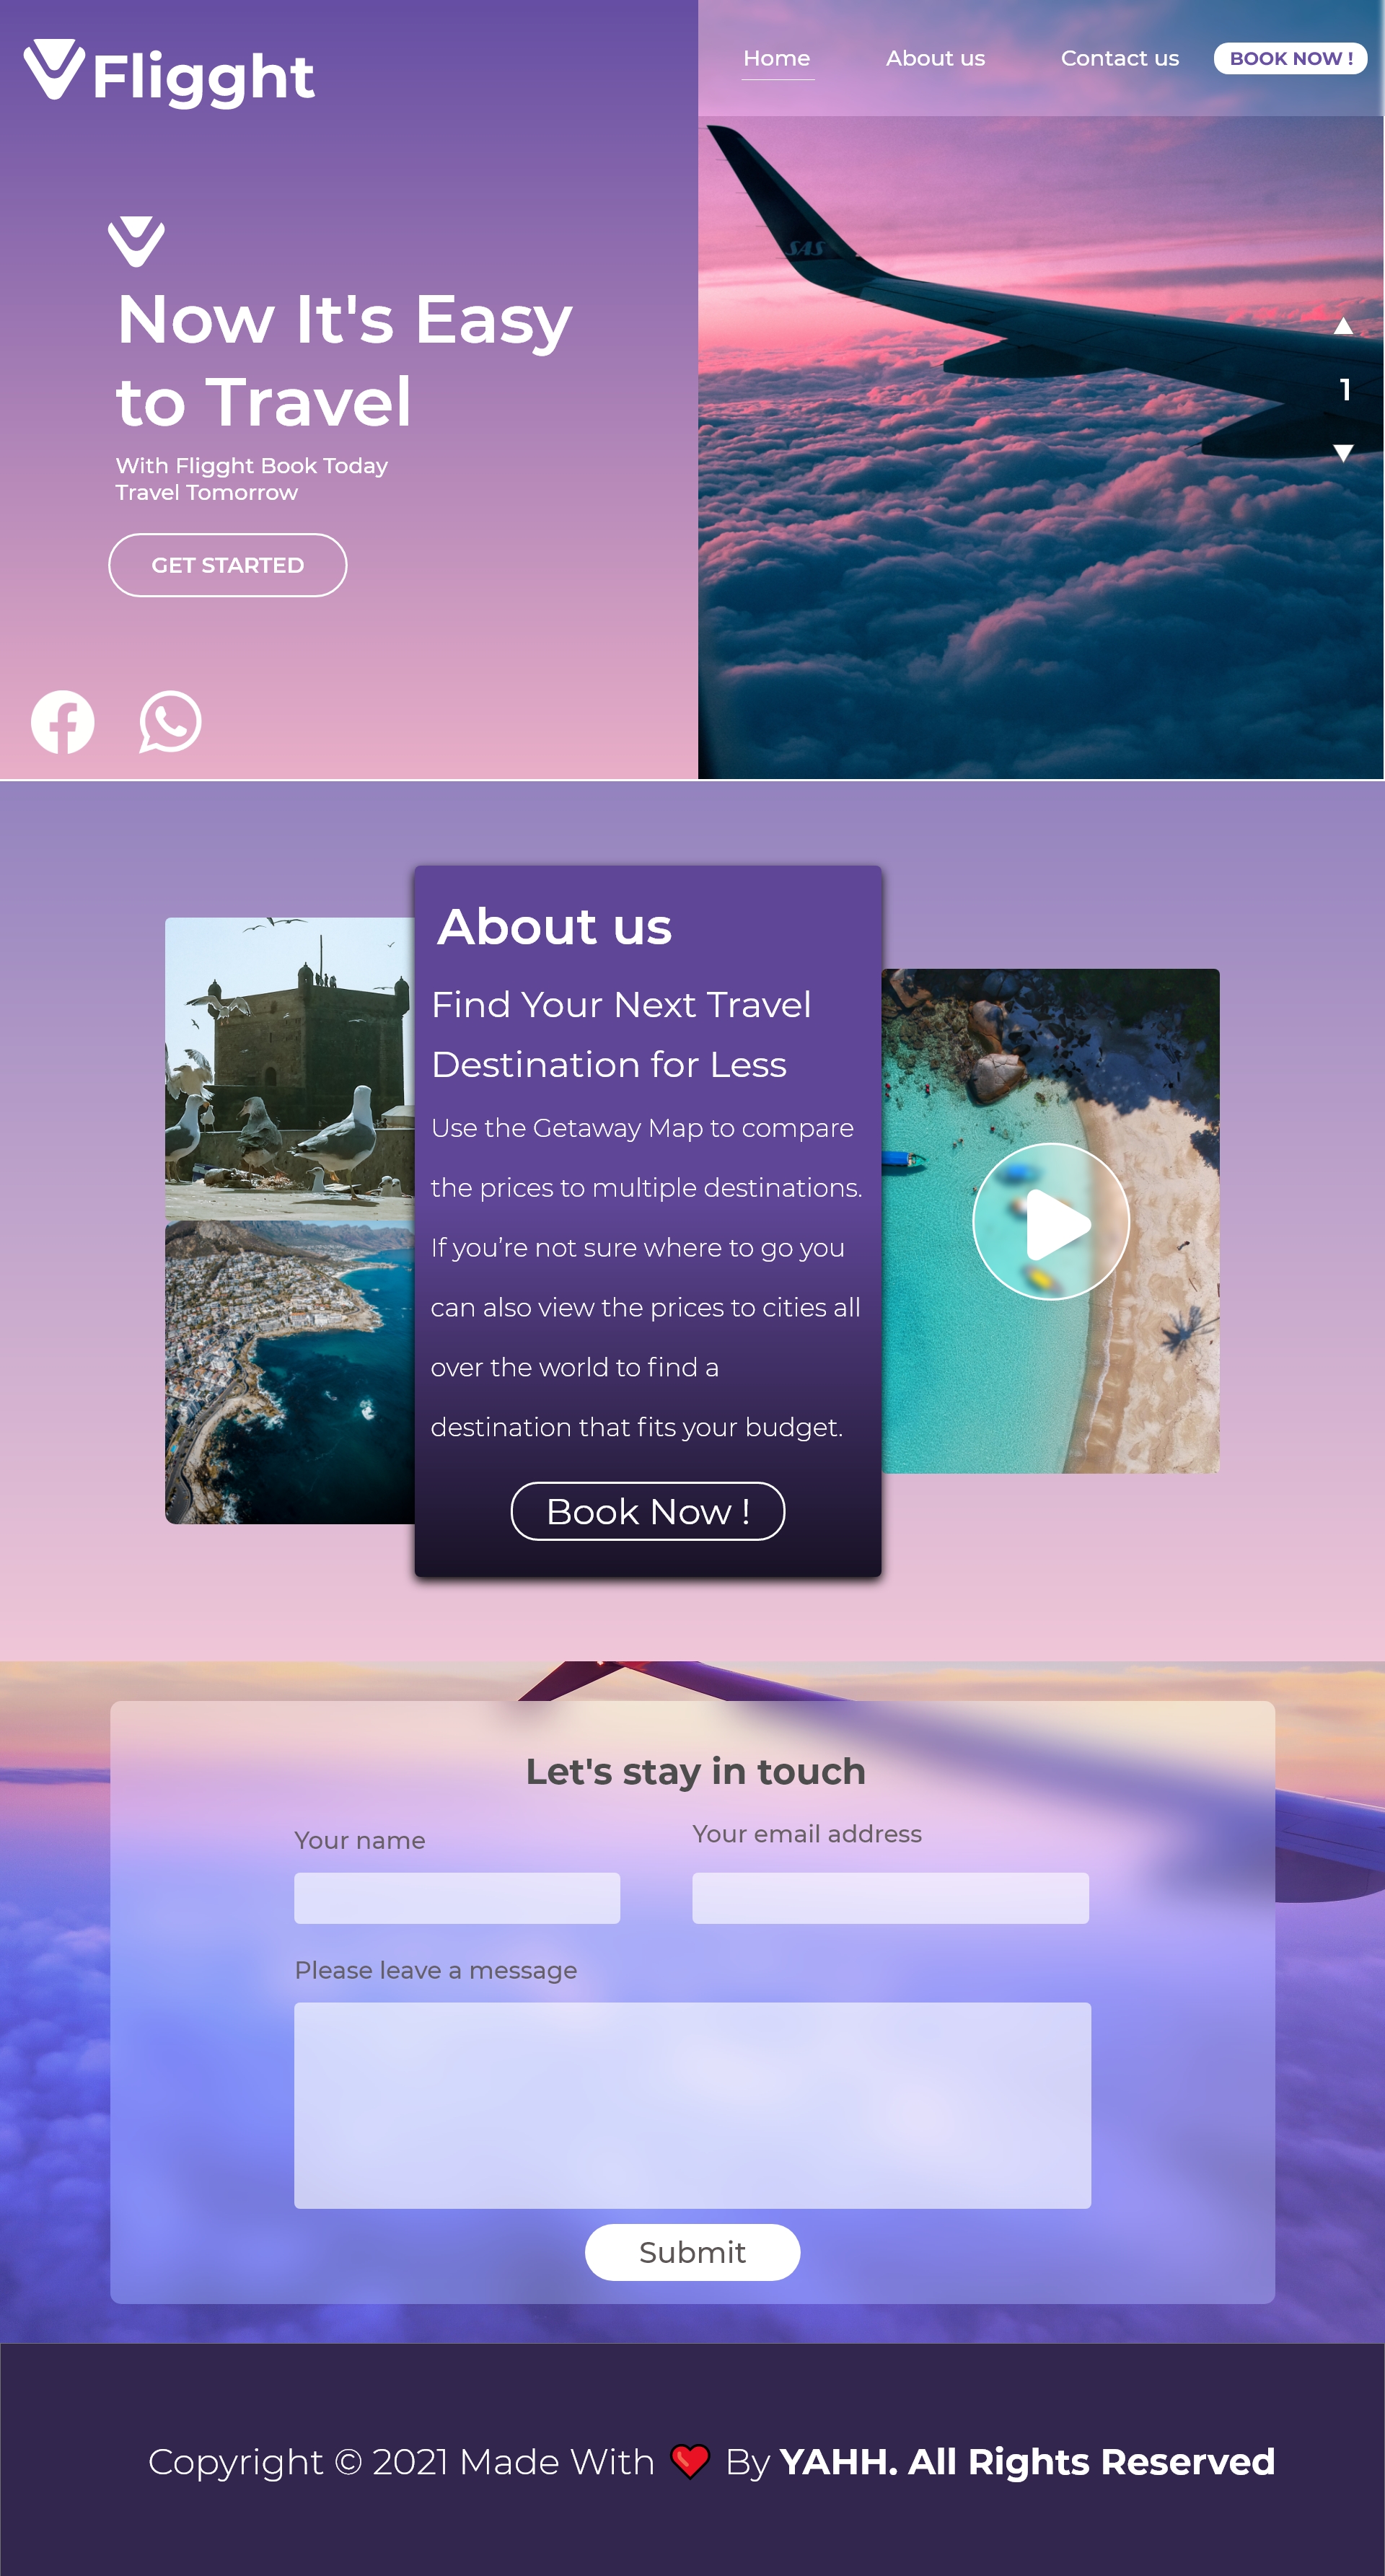 Fligght
Home
About us
Contact us
BOOK NOW !
SAS
Now It's Easy
to Travel
With Fligght Book Today
Travel Tomorrow
GET STARTED
1
About us
Find Your Next Travel
Destination for Less
Use the Getaway Map to compare
the prices to multiple destinations.
If you’re not sure where to go you
can also view the prices to cities all
over the world to find a
destination that fits your budget.
Book Now !
Let's stay in touch
Your name
Your email address
Please leave a message
Submit
Copyright © 2021 Made With ❤ By YAHH. All Rights Reserved